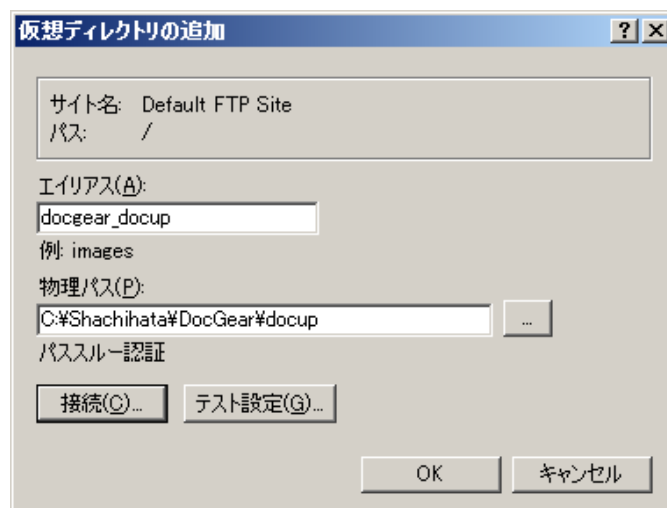 仮想ディレクトリの追加
サイト名: Default FTP Site
パス: /
エイリアス(A):
docgear_docup
例: images
物理パス(P):
C:¥Shachihata¥DocGear¥docup
...
パススルー認証
接続(C)... テスト設定(G)...
OK キャンセル